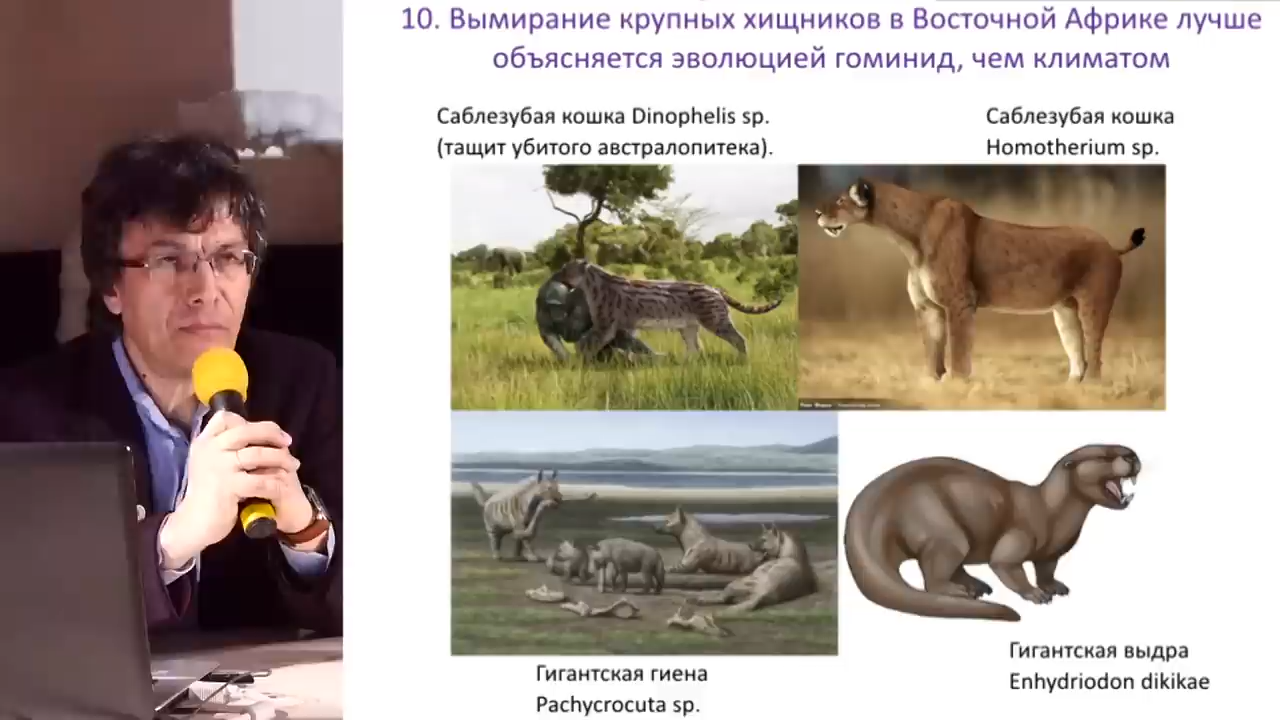 10. Вымирание крупных хищников в Восточной Африке лучше
объясняется эволюцией гоминид, чем климатом
Саблезубая кошка Dinophelis sp.
(тащит убитого австралопитека).
Саблезубая кошка
Homotherium sp.
Гигантская гиена
Pachycrocuta sp.
Гигантская выдра
Enhydriodon dikikae